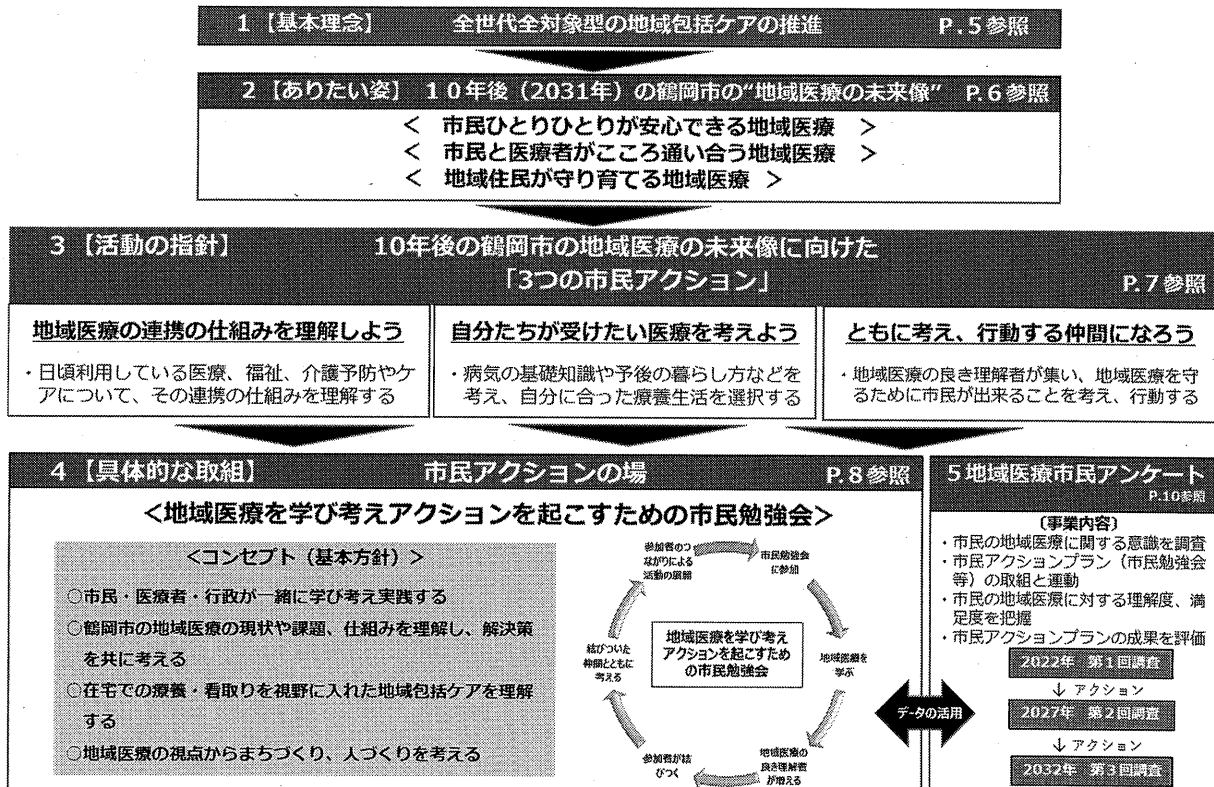 1【基本理念】 全世代全対象型の地域包括ケアの推進 P.5参照
2【ありたい姿】 10年後（2031年）の鶴岡市の“地域医療の未来像” P.6参照
＜ 市民ひとりひとりが安心できる地域医療 ＞
＜ 市民と医療者がこころ通い合う地域医療 ＞
＜ 地域住民が守り育てる地域医療 ＞
3【活動の指針】 10年後の鶴岡市の地域医療の未来像に向けた
「3つの市民アクション」 P.7参照
地域医療の連携の仕組みを理解しよう
・日頃利用している医療、福祉、介護予防やケ
アについて、その連携の仕組みを理解する
自分たちが受けたい医療を考えよう
・病気の基礎知識や予後の暮らし方などを
考え、自分に合った療養生活を選択する
ともに考え、行動する仲間になろう
・地域医療の良き理解者が集い、地域医療を守
るために市民が出来ることを考え、行動する
4【具体的な取組】 市民アクションの場 P.8参照
＜地域医療を学び考えアクションを起こすための市民勉強会＞
＜コンセプト（基本方針）＞
○市民・医療者・行政が一緒に学び考え実践する
○鶴岡市の地域医療の現状や課題、仕組みを理解し、解決策
を共に考える
○在宅での療養・看取りを視野に入れた地域包括ケアを理解
する
○地域医療の視点からまちづくり、人づくりを考える
参加者のつ
ながりによる
活動の展開
市民勉強会
に参加
地域医療を
学ぶ
地域医療の
良き理解者
が増える
参加者が結
びつく
結びついた
仲間とともに
考える
地域医療を学び考え
アクションを起こすため
の市民勉強会
データの活用
5地域医療市民アンケート
P.10参照
〔事業内容〕
・市民の地域医療に関する意識を調査
・市民アクションプラン（市民勉強会
等）の取組と運動
・市民の地域医療に対する理解度、満
足度を把握
・市民アクションプランの成果を評価
2022年 第1回調査
↓ アクション
2027年 第2回調査
↓ アクション
2032年 第3回調査